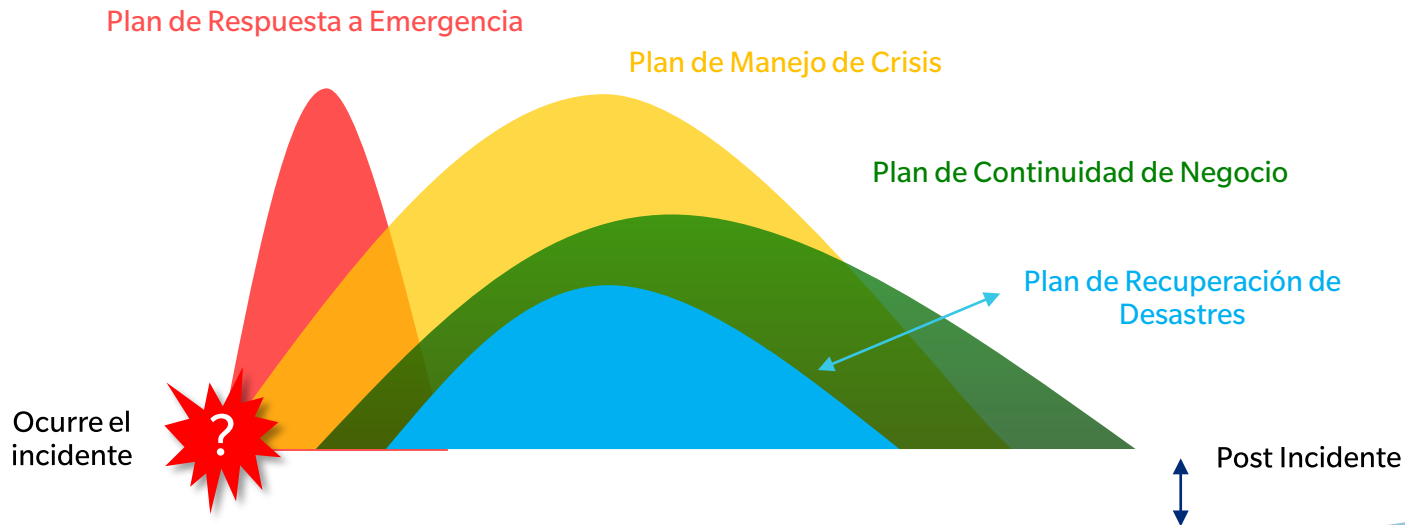 Plan de Respuesta a Emergencia
Plan de Manejo de Crisis
Plan de Continuidad de Negocio
Plan de Recuperación de
Desastres
Ocurre el
incidente
?
Post Incidente